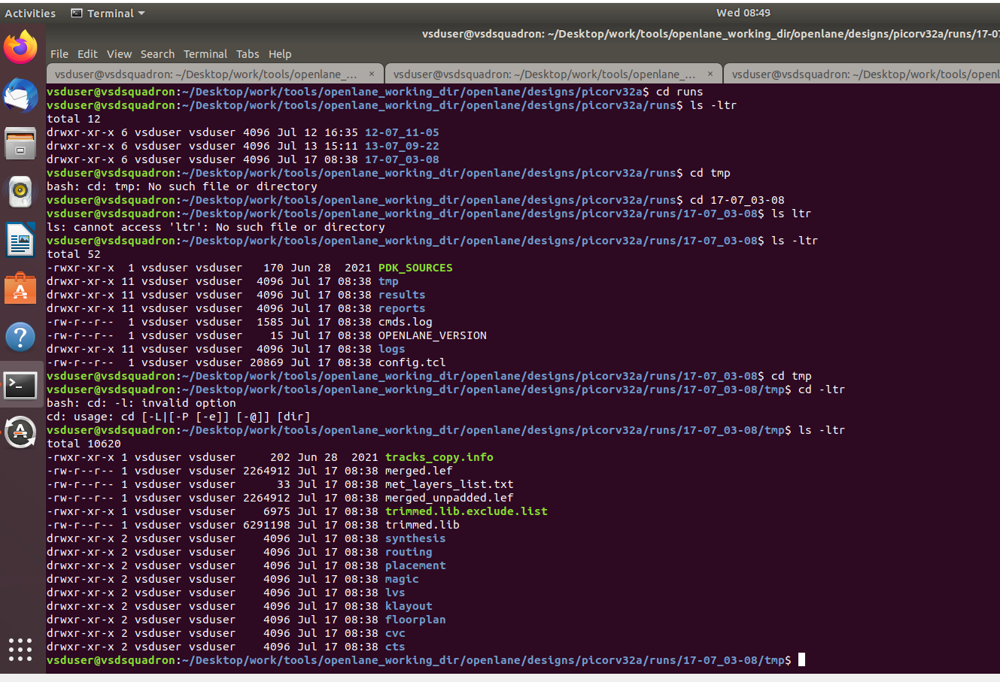 Activities Terminal Wed 08:49
vsduser@vsdsquadron: ~/Desktop/work/tools/openlane_working_dir/openlane/designs/picorv32a/runs/17-07
File Edit View Search Terminal Tabs Help
vsduser@vsdsquadron: ~/Desktop/work/tools/openlane_... × vsduser@vsdsquadron: ~/Desktop/work/tools/openlane_... × vsduser@vsdsquadron: ~/Desktop/work/tools/openl
vsduser@vsdsquadron:~/Desktop/work/tools/openlane_working_dir/openlane/designs/picorv32a$ cd runs
vsduser@vsdsquadron:~/Desktop/work/tools/openlane_working_dir/openlane/designs/picorv32a/runs$ ls -ltr
total 12
drwxr-xr-x 6 vsduser vsduser 4096 Jul 12 16:35 12-07_11-05
drwxr-xr-x 6 vsduser vsduser 4096 Jul 13 15:11 13-07_09-22
drwxr-xr-x 6 vsduser vsduser 4096 Jul 17 08:38 17-07_03-08
vsduser@vsdsquadron:~/Desktop/work/tools/openlane_working_dir/openlane/designs/picorv32a/runs$ cd tmp
bash: cd: tmp: No such file or directory
vsduser@vsdsquadron:~/Desktop/work/tools/openlane_working_dir/openlane/designs/picorv32a/runs$ cd 17-07_03-08
vsduser@vsdsquadron:~/Desktop/work/tools/openlane_working_dir/openlane/designs/picorv32a/runs/17-07_03-08$ ls ltr
ls: cannot access 'ltr': No such file or directory
vsduser@vsdsquadron:~/Desktop/work/tools/openlane_working_dir/openlane/designs/picorv32a/runs/17-07_03-08$ ls -ltr
total 52
-rwxr-xr-x  1 vsduser vsduser   170 Jun 28  2021 PDK_SOURCES
drwxr-xr-x 11 vsduser vsduser  4096 Jul 17 08:38 tmp
drwxr-xr-x 11 vsduser vsduser  4096 Jul 17 08:38 results
drwxr-xr-x 11 vsduser vsduser  4096 Jul 17 08:38 reports
-rw-r--r--  1 vsduser vsduser  1585 Jul 17 08:38 cmds.log
-rw-r--r--  1 vsduser vsduser    15 Jul 17 08:38 OPENLANE_VERSION
drwxr-xr-x 11 vsduser vsduser  4096 Jul 17 08:38 logs
-rw-r--r--  1 vsduser vsduser 20869 Jul 17 08:38 config.tcl
vsduser@vsdsquadron:~/Desktop/work/tools/openlane_working_dir/openlane/designs/picorv32a/runs/17-07_03-08$ cd tmp
vsduser@vsdsquadron:~/Desktop/work/tools/openlane_working_dir/openlane/designs/picorv32a/runs/17-07_03-08/tmp$ cd -ltr
bash: cd: -l: invalid option
cd: usage: cd [-L|[-P [-e]] [-@]] [dir]
vsduser@vsdsquadron:~/Desktop/work/tools/openlane_working_dir/openlane/designs/picorv32a/runs/17-07_03-08/tmp$ ls -ltr
total 10620
-rwxr-xr-x 1 vsduser vsduser     202 Jun 28  2021 tracks_copy.info
-rw-r--r-- 1 vsduser vsduser 2264912 Jul 17 08:38 merged.lef
-rw-r--r-- 1 vsduser vsduser      33 Jul 17 08:38 met_layers_list.txt
-rw-r--r-- 1 vsduser vsduser 2264912 Jul 17 08:38 merged_unpadded.lef
-rwxr-xr-x 1 vsduser vsduser    6975 Jul 17 08:38 trimmed.lib.exclude.list
-rw-r--r-- 1 vsduser vsduser 6291198 Jul 17 08:38 trimmed.lib
drwxr-xr-x 2 vsduser vsduser    4096 Jul 17 08:38 synthesis
drwxr-xr-x 2 vsduser vsduser    4096 Jul 17 08:38 routing
drwxr-xr-x 2 vsduser vsduser    4096 Jul 17 08:38 placement
drwxr-xr-x 2 vsduser vsduser    4096 Jul 17 08:38 magic
drwxr-xr-x 2 vsduser vsduser    4096 Jul 17 08:38 lvs
drwxr-xr-x 2 vsduser vsduser    4096 Jul 17 08:38 klayout
drwxr-xr-x 2 vsduser vsduser    4096 Jul 17 08:38 floorplan
drwxr-xr-x 2 vsduser vsduser    4096 Jul 17 08:38 cvc
drwxr-xr-x 2 vsduser vsduser    4096 Jul 17 08:38 cts
vsduser@vsdsquadron:~/Desktop/work/tools/openlane_working_dir/openlane/designs/picorv32a/runs/17-07_03-08/tmp$